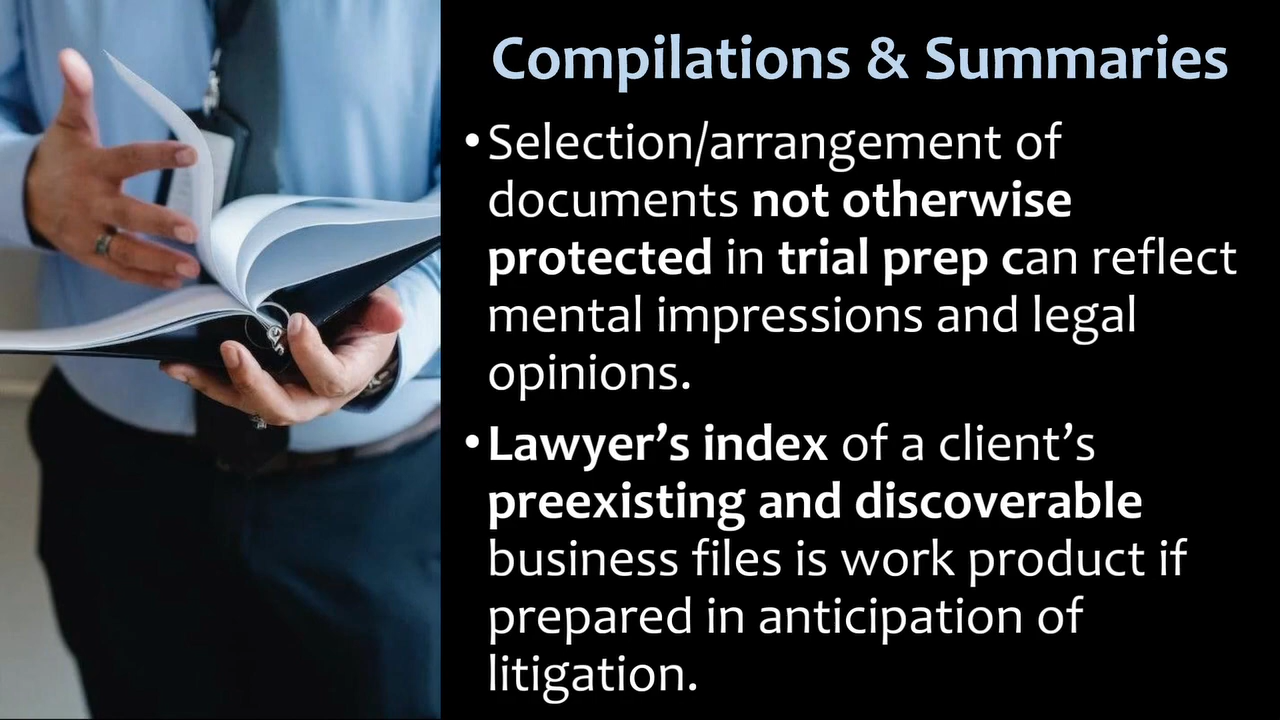 Compilations & Summaries
•Selection/arrangement of
documents not otherwise
protected in trial prep can reflect
mental impressions and legal
opinions.
•Lawyer’s index of a client’s
preexisting and discoverable
business files is work product if
prepared in anticipation of
litigation.